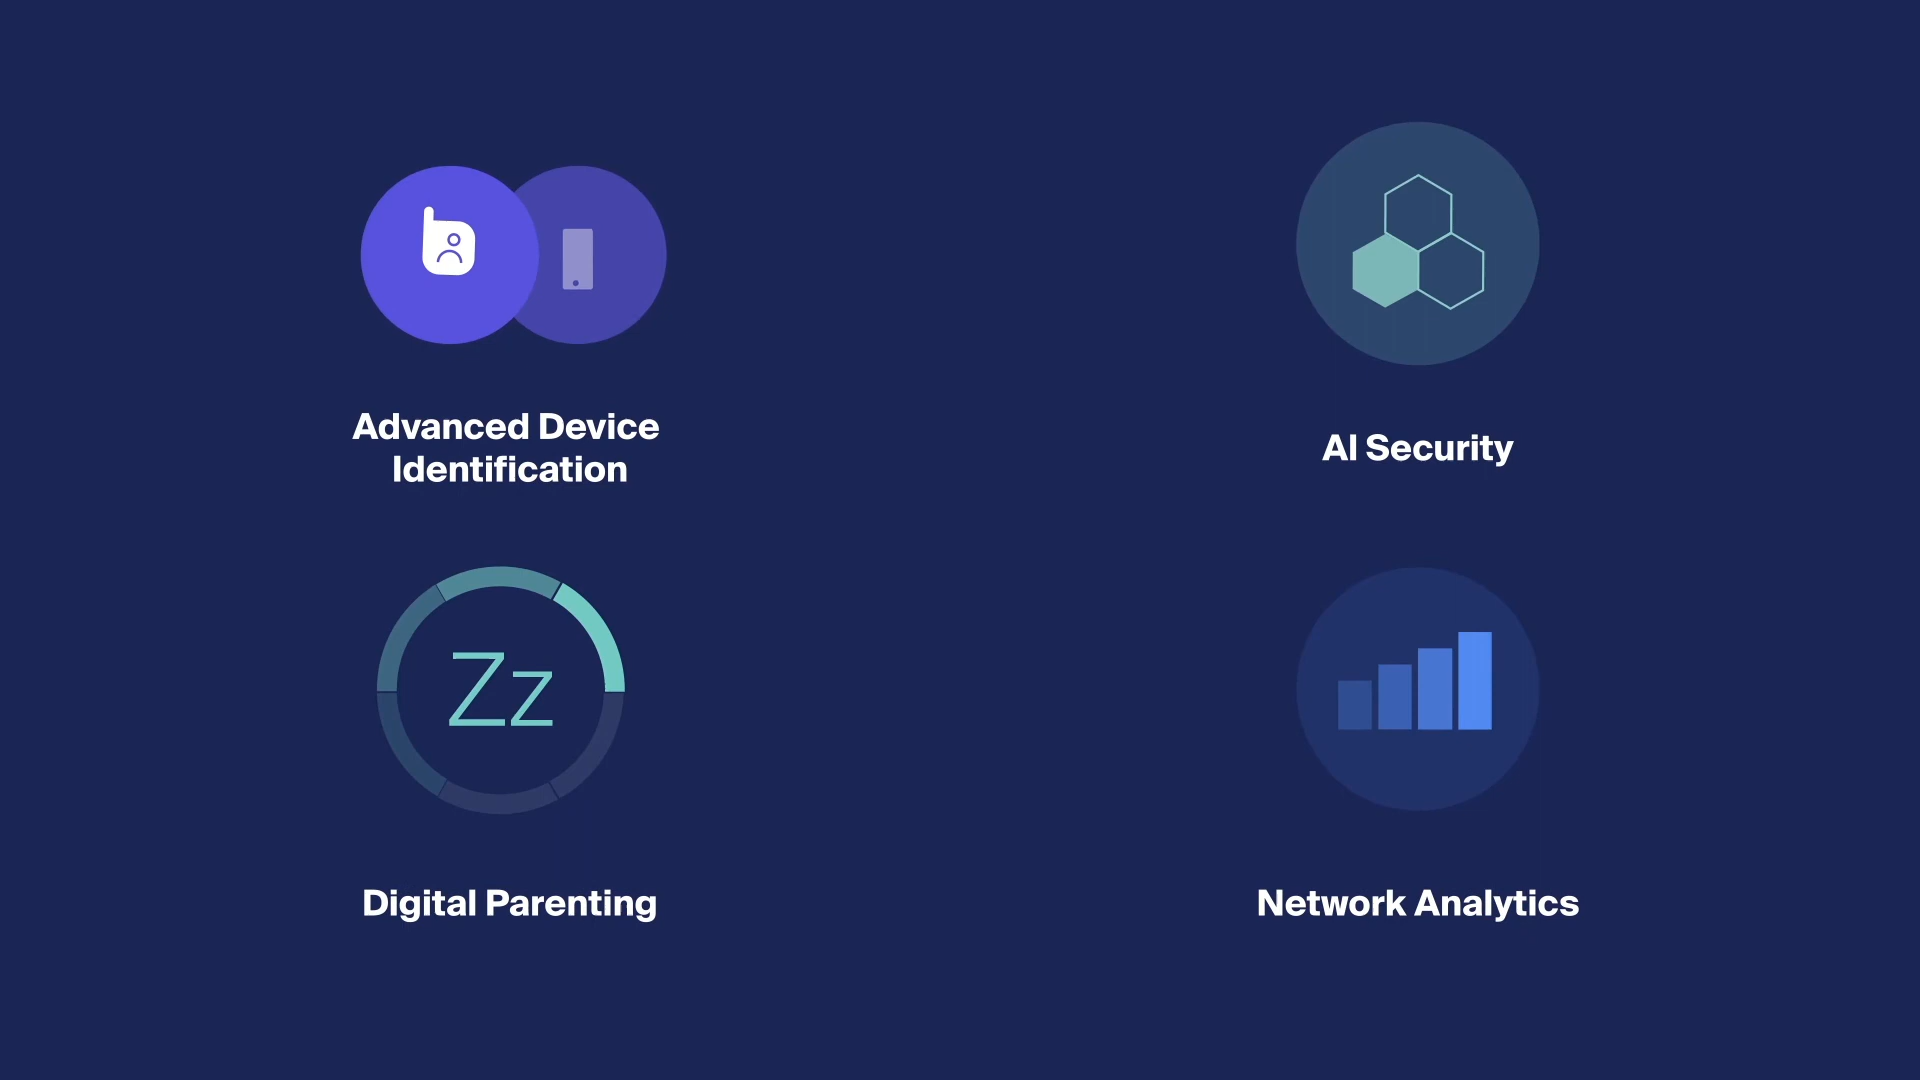 Advanced Device
Identification
AI Security
Zz
Digital Parenting
Network Analytics